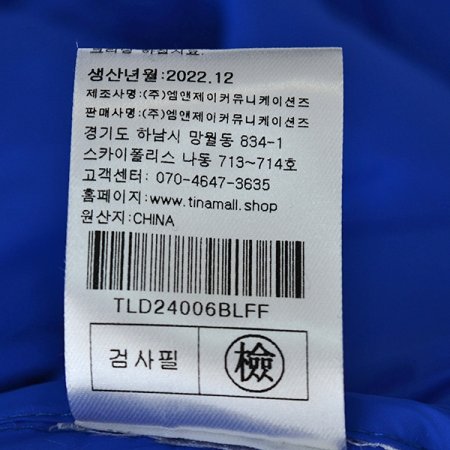 생산년월:2022.12
제조사명:(주)엠앤제이커뮤니케이션즈
판매사명:(주)엠앤제이커뮤니케이션즈
경기도 하남시 망월동 834-1
스카이폴리스 나동 713~714호
고객센터: 070-4647-3635
홈페이지:www.tinamall.shop
원산지:CHINA
TLD24006BLFF
검사필 檢